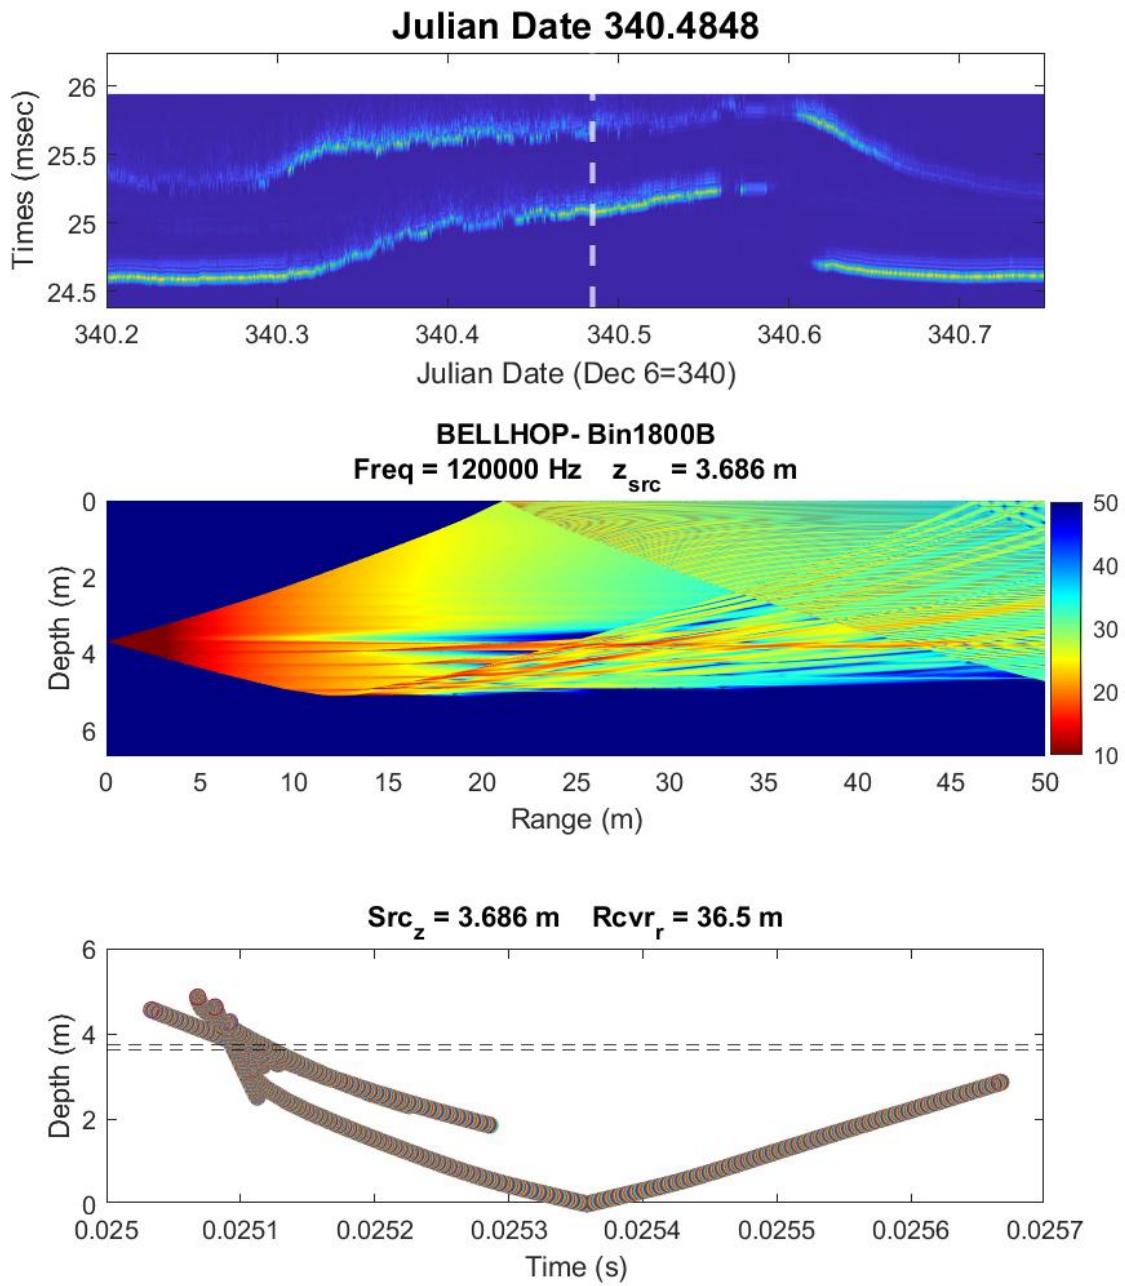 Julian Date 340.4848
Times (msec)
26
25.5
25
24.5
340.2 340.3 340.4 340.5 340.6 340.7
Julian Date (Dec 6=340)
BELLHOP- Bin1800B
Freq = 120000 Hz z_src = 3.686 m
Depth (m)
0
2
4
6
0 5 10 15 20 25 30 35 40 45 50
Range (m)
50
40
30
20
10
Src_z = 3.686 m Rcvr_r = 36.5 m
Depth (m)
6
4
2
0
0.025 0.0251 0.0252 0.0253 0.0254 0.0255 0.0256 0.0257
Time (s)